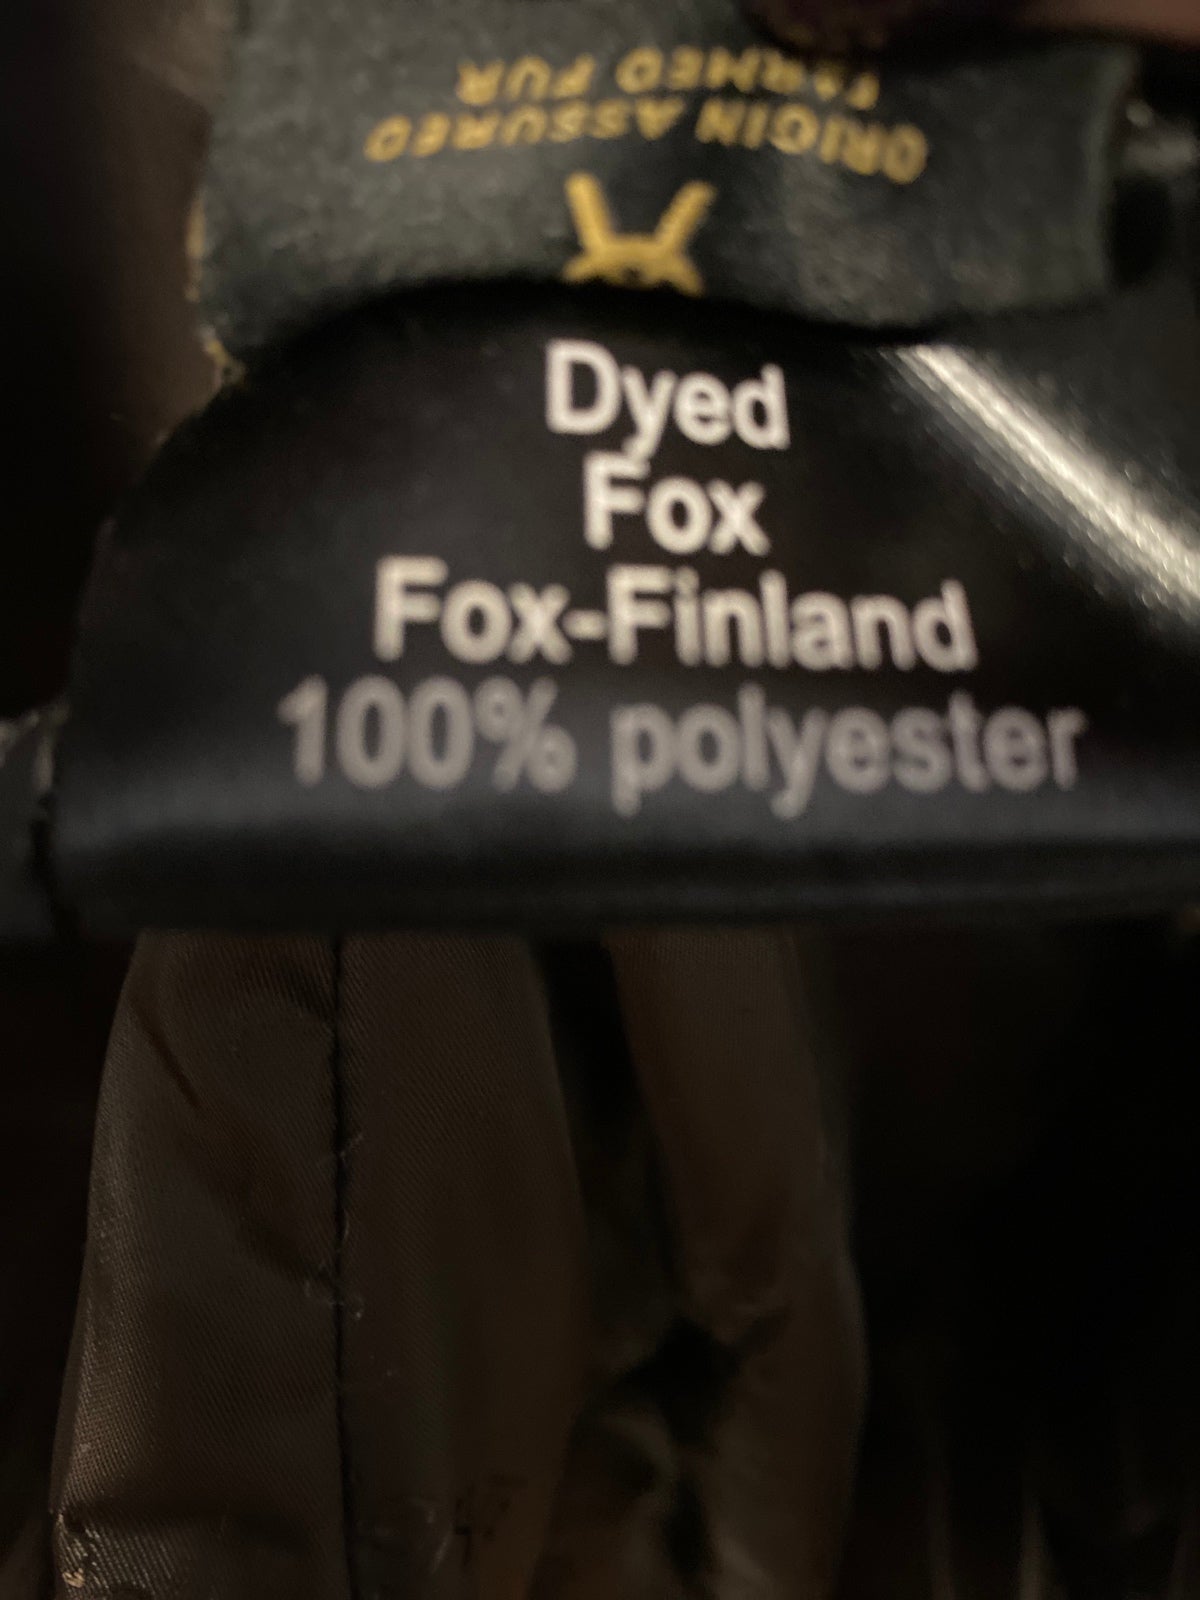 ORIGIN ASSURED
FARMED FUR
Dyed
Fox
Fox-Finland
100% polyester